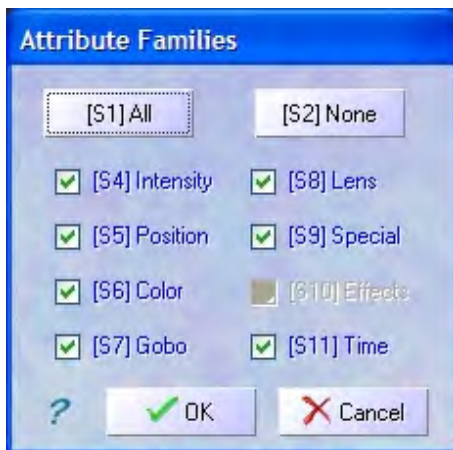 Attribute Families
[S1] All [S2] None
[S4] Intensity [S8] Lens
[S5] Position [S9] Special
[S6] Color [S10] Effects
[S7] Gobo [S11] Time
? OK Cancel